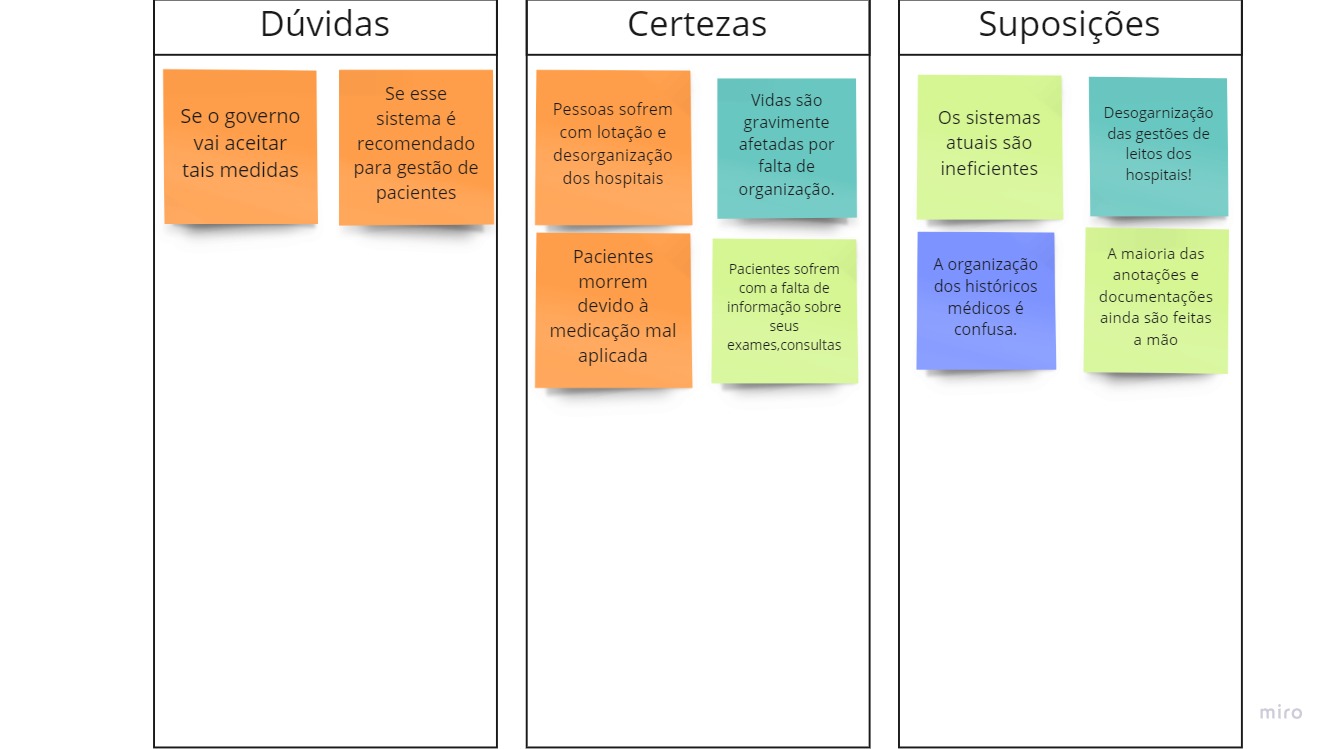 Dúvidas
Se o governo
vai aceitar
tais medidas
Se esse
sistema é
recomendado
para gestão de
pacientes
Certezas
Pessoas sofrem
com lotação e
desorganização
dos hospitais
Vidas são
gravimente
afetadas por
falta de
organização.
Pacientes
morrem
devido à
medicação mal
aplicada
Pacientes sofrem
com a falta de
informação sobre
seus
exames,consultas
Suposições
Os sistemas
atuais são
ineficientes
Desogarnização
das gestões de
leitos dos
hospitais!
A organização
dos históricos
médicos é
confusa.
A maioria das
anotações e
documentações
ainda são feitas
a mão
miro